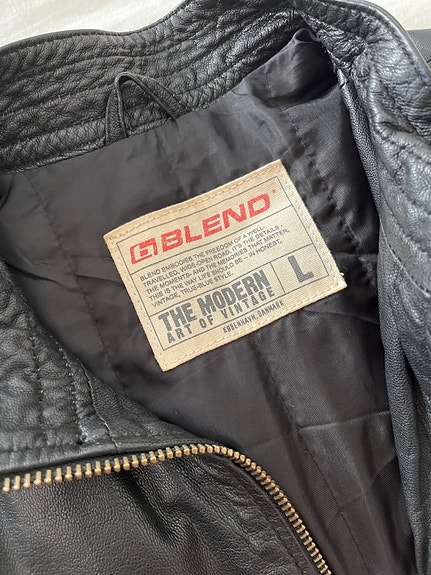 BLEND®
BLEND EMBODIES THE FREEDOM OF A WELL-
TRAVELLED, WIDE,OPEN ROAD. IT'S THE DETAILS,
THE MOMENTS- AND THE MEMORIES THAT MATTER.
THIS IS THE WAY LIFE SHOULD BE – IN HONEST,
VINTAGE, TRUE-BLUE STYLE.
THE MODERN
ART OF VINTAGE
L
KØBENHAVN, DANMARK